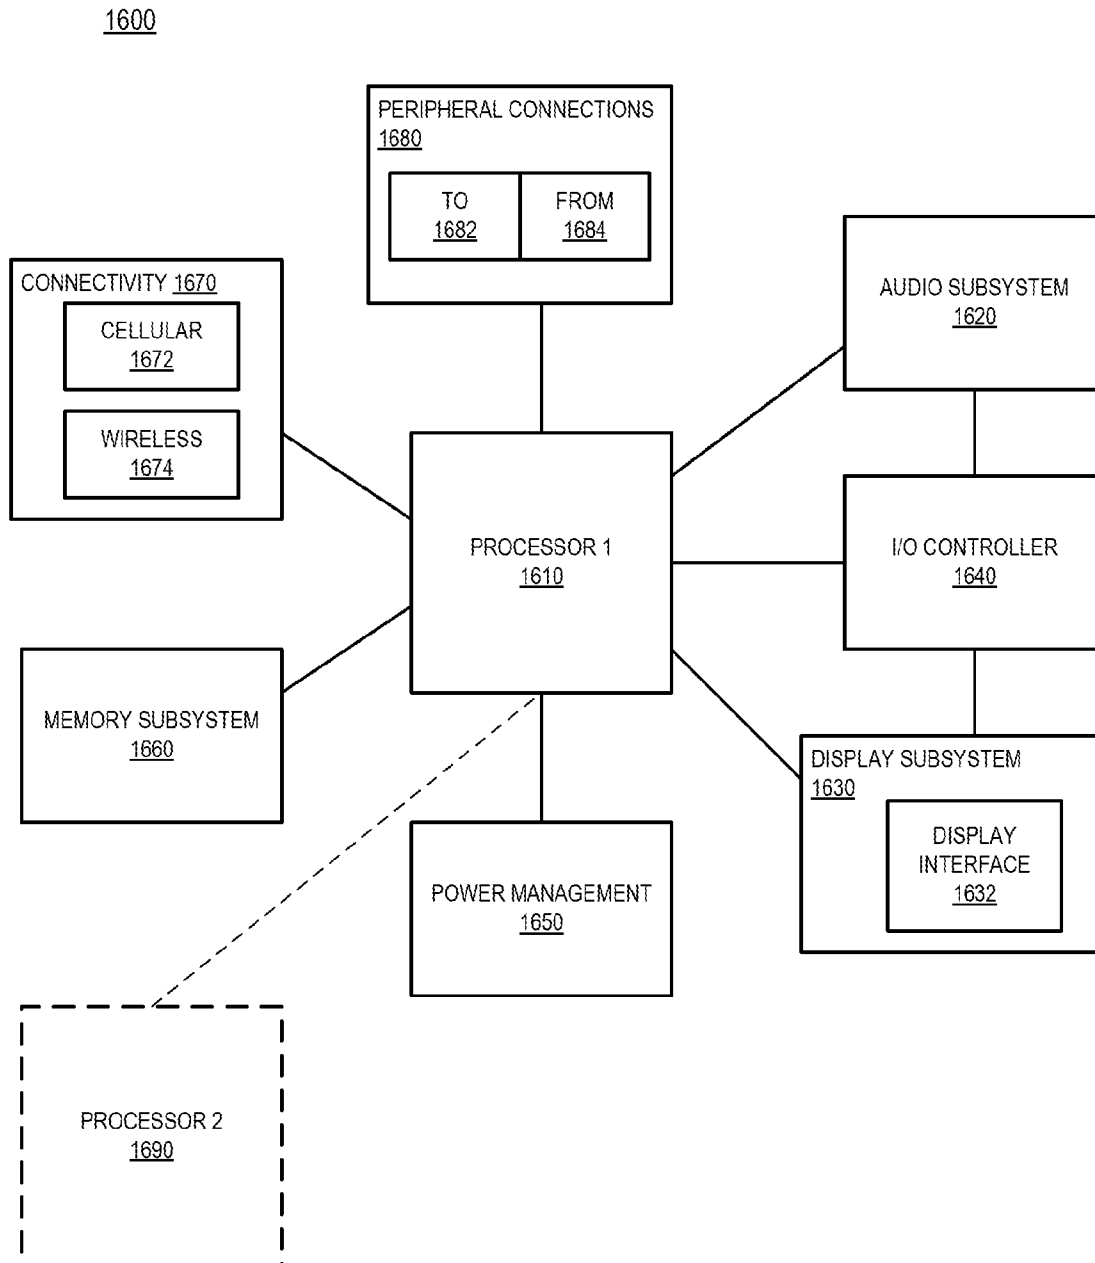 1600
PERIPHERAL CONNECTIONS
1680
TO
1682
FROM
1684
CONNECTIVITY 1670
CELLULAR
1672
WIRELESS
1674
AUDIO SUBSYSTEM
1620
PROCESSOR 1
1610
I/O CONTROLLER
1640
MEMORY SUBSYSTEM
1660
DISPLAY SUBSYSTEM
1630
DISPLAY
INTERFACE
1632
POWER MANAGEMENT
1650
PROCESSOR 2
1690